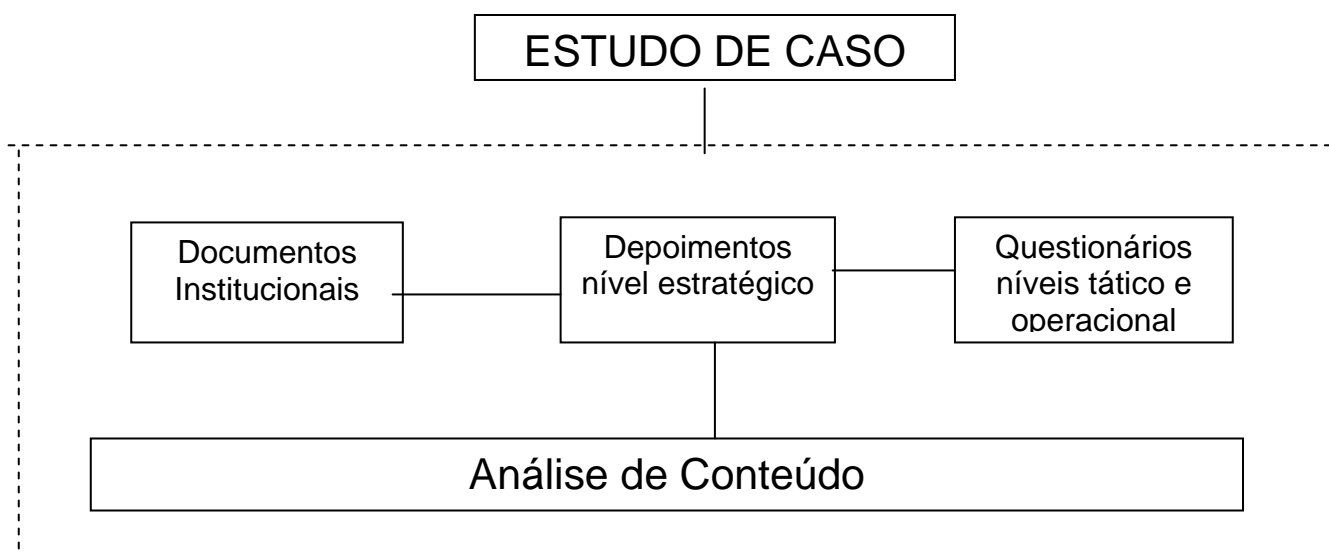 ESTUDO DE CASO
Documentos
Institucionais
Depoimentos
nível estratégico
Questionários
níveis tático e
operacional
Análise de Conteúdo